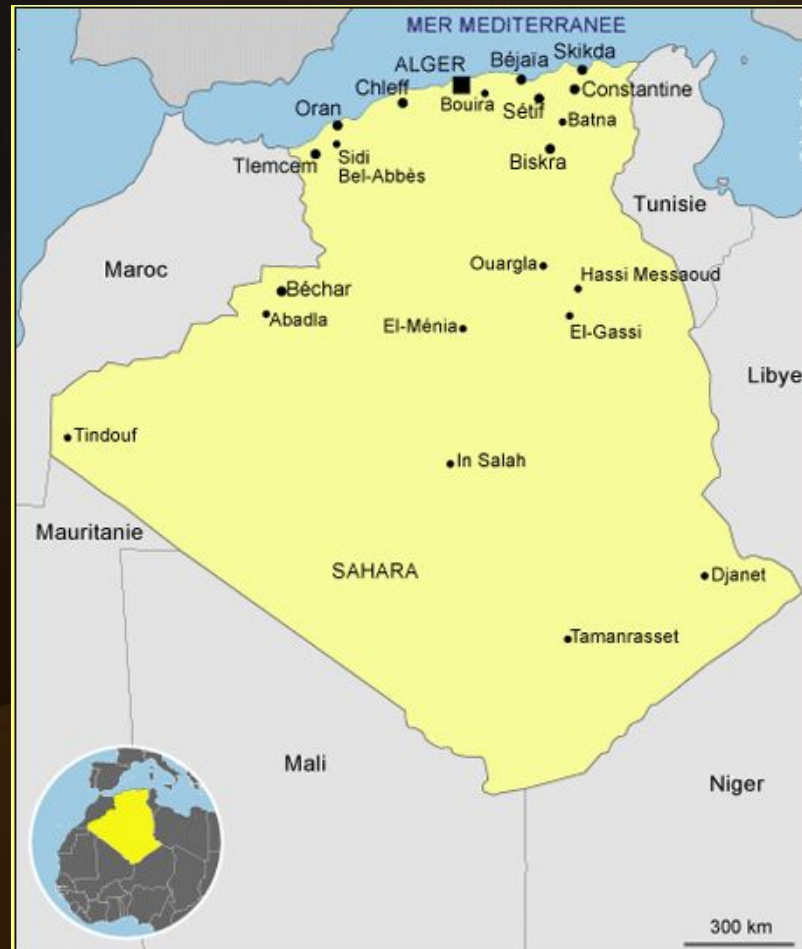 MER MEDITERRANEE
Skikda
Béjaïa
ALGER
Constantine
Chleff
Bouira
Sétif
Oran
Batna
Sidi
Bel-Abbès
Tlemcem
Biskra
Tunisie
Maroc
Ouargla
Hassi Messaoud
Béchar
Abadla
El-Ménia
El-Gassi
Libye
Tindouf
In Salah
Mauritanie
SAHARA
Djanet
Tamanrasset
Mali
Niger
300 km